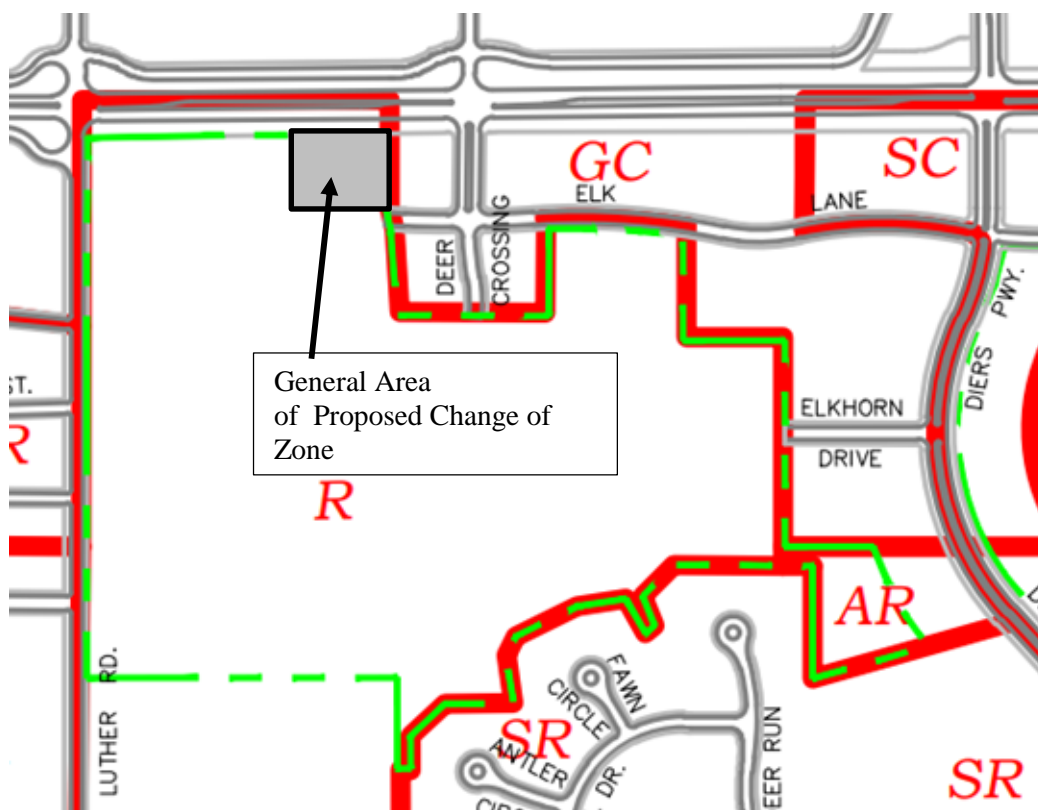 GC
SC
ELK
LANE
DEER
CROSSING
PWY.
DIERS
General Area
of Proposed Change of
Zone
ST.
R
ELKHORN
DRIVE
R
AR
LUTHER RD.
FAWN
CIRCLE
SR
ANTLER
DR.
EER RUN
SR